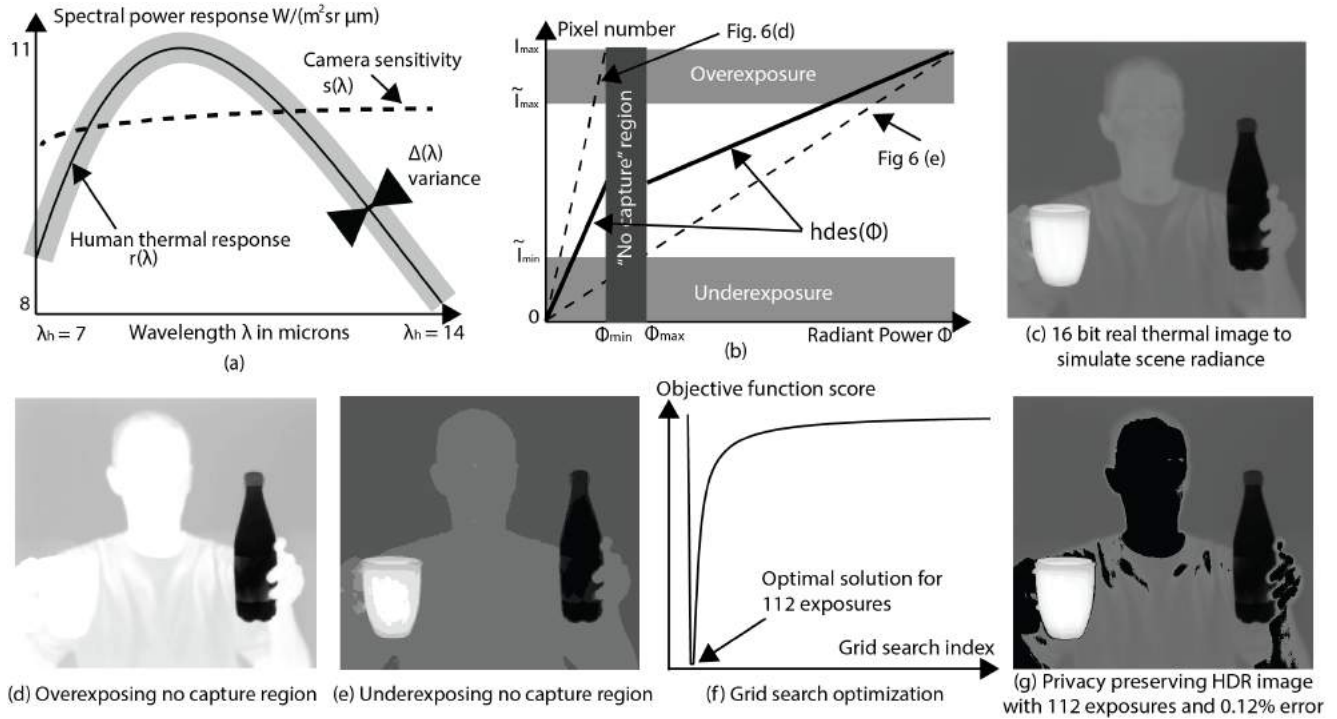 (a)
Spectral power response W/(m²sr μm)
11
Camera sensitivity
s(λ)
Δ(λ)
variance
Human thermal response
r(λ)
8
λh = 7
Wavelength λ in microns
λh = 14
(a)
(b)
Pixel number
Fig. 6(d)
Imax
Overexposure
Ĩmax
"No capture" region
Fig 6 (e)
hdes(Φ)
Ĩmin
Underexposure
0
Φmin
Φmax
Radiant Power Φ
(b)
(c) 16 bit real thermal image to
simulate scene radiance
(d) Overexposing no capture region
(e) Underexposing no capture region
Objective function score
Optimal solution for
112 exposures
Grid search index
(f) Grid search optimization
(g) Privacy preserving HDR image
with 112 exposures and 0.12% error